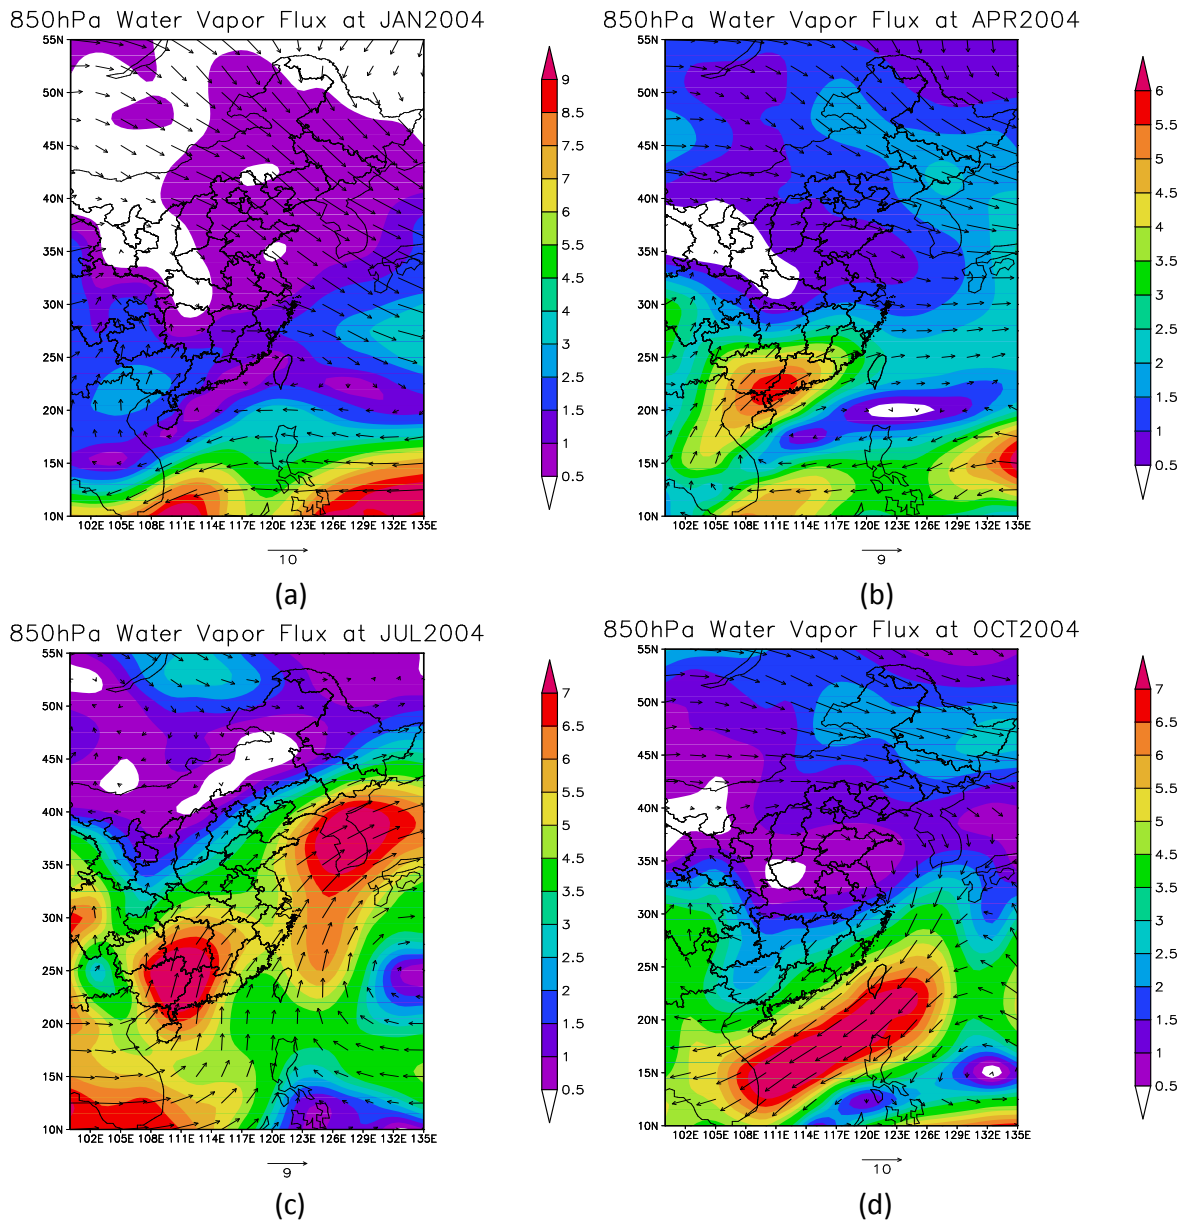 850hPa Water Vapor Flux at JAN2004
55N
50N
45N
40N
35N
30N
25N
20N
15N
10N
102E 105E 108E 111E 114E 117E 120E 123E 126E 129E 132E 135E
9
8.5
7.5
7
6
5.5
4.5
4
3
2.5
1.5
1
0.5
10
(a)
850hPa Water Vapor Flux at APR2004
55N
50N
45N
40N
35N
30N
25N
20N
15N
10N
102E 105E 108E 111E 114E 117E 120E 123E 126E 129E 132E 135E
6
5.5
5
4.5
4
3.5
3
2.5
2
1.5
1
0.5
9
(b)
850hPa Water Vapor Flux at JUL2004
55N
50N
45N
40N
35N
30N
25N
20N
15N
10N
102E 105E 108E 111E 114E 117E 120E 123E 126E 129E 132E 135E
7
6.5
6
5.5
5
4.5
3.5
3
2.5
2
1.5
1
0.5
9
(c)
850hPa Water Vapor Flux at OCT2004
55N
50N
45N
40N
35N
30N
25N
20N
15N
10N
102E 105E 108E 111E 114E 117E 120E 123E 126E 129E 132E 135E
7
6.5
6
5.5
5
4.5
3.5
3
2.5
2
1.5
1
0.5
10
(d)